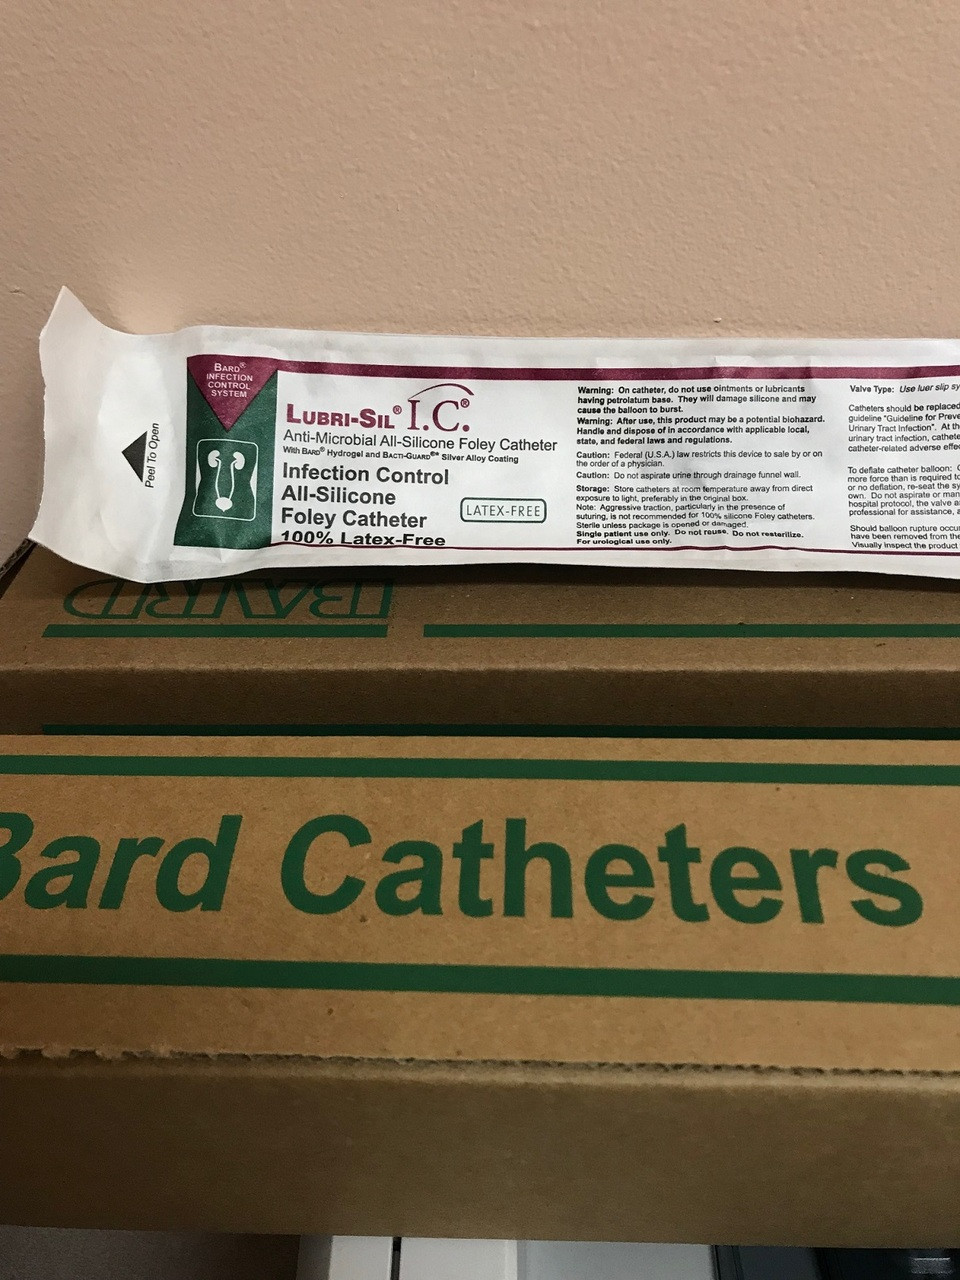 BARD®
INFECTION
CONTROL
SYSTEM
Peel To Open
LUBRI-SIL® I.C.®
Anti-Microbial All-Silicone Foley Catheter
With BARD® Hydrogel and BACTI-GUARD®* Silver Alloy Coating
Infection Control
All-Silicone
Foley Catheter
100% Latex-Free
LATEX-FREE
Warning: On catheter, do not use ointments or lubricants
having petrolatum base. They will damage silicone and may
cause the balloon to burst.
Warning: After use, this product may be a potential biohazard.
Handle and dispose of in accordance with applicable local,
state, and federal laws and regulations.
Caution: Federal (U.S.A.) law restricts this device to sale by or on
the order of a physician.
Caution: Do not aspirate urine through drainage funnel wall.
Storage: Store catheters at room temperature away from direct
exposure to light, preferably in the original box.
Note: Aggressive traction, particularly in the presence of
suturing, is not recommended for 100% silicone Foley catheters.
Sterile unless package is opened or damaged.
Single patient use only. Do not reuse. Do not resterilize.
For urological use only.
Valve Type: Use luer slip sy
Catheters should be replaced
guideline "Guideline for Preve
Urinary Tract Infection". At th
urinary tract infection, cathete
catheter-related adverse effec
To deflate catheter balloon: G
more force than is required to
or no deflation, re-seat the sy
own. Do not aspirate or man
hospital protocol, the valve a
professional for assistance, a
Should balloon rupture occur
have been removed from the
Visually inspect the product
BARD
Bard Catheters